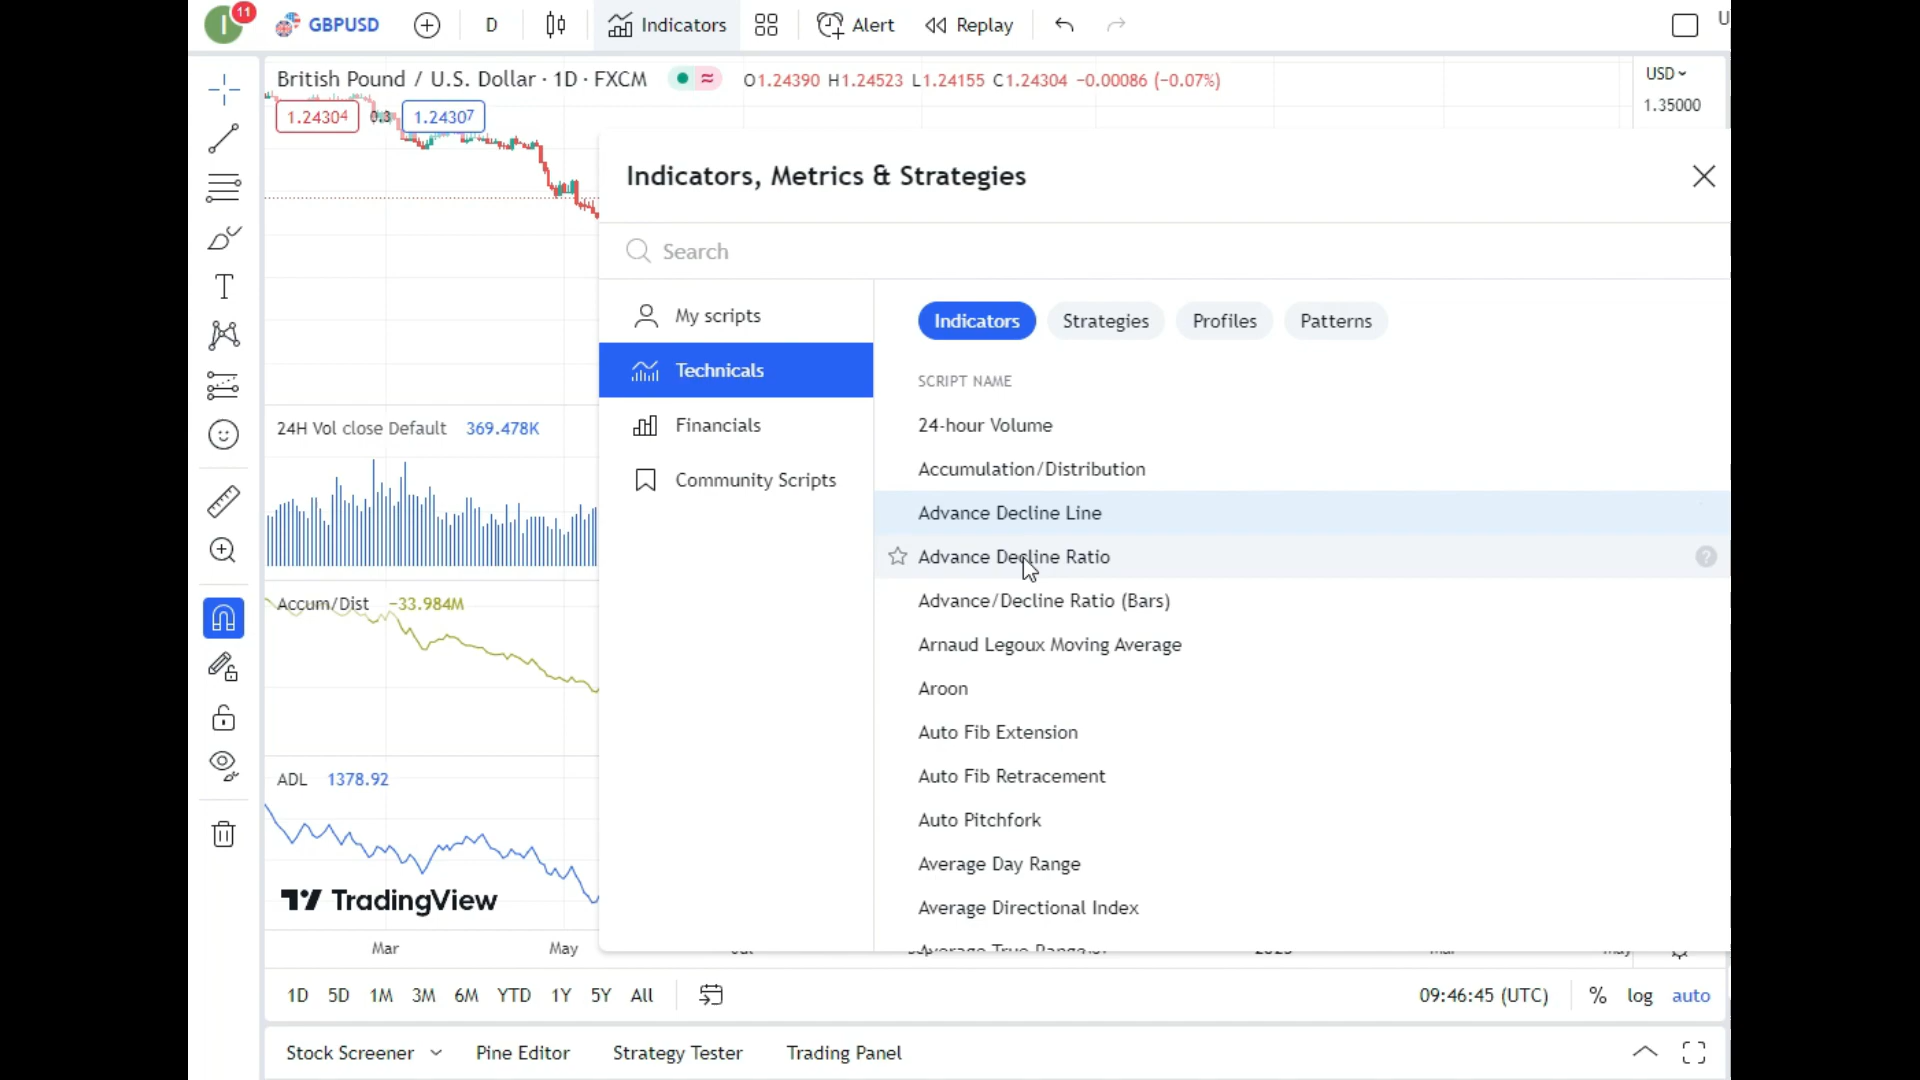 I
11
GBPUSD
D
Indicators
Alert
Replay
U
British Pound / U.S. Dollar · 1D · FXCM
O1.24390 H1.24523 L1.24155 C1.24304 −0.00086 (−0.07%)
USD
1.24304
0.3
1.24307
1.35000
Indicators, Metrics & Strategies
Search
My scripts
Technicals
Financials
Community Scripts
Indicators
Strategies
Profiles
Patterns
SCRIPT NAME
24-hour Volume
Accumulation/Distribution
Advance Decline Line
Advance Decline Ratio
?
Advance/Decline Ratio (Bars)
Arnaud Legoux Moving Average
Aroon
Auto Fib Extension
Auto Fib Retracement
Auto Pitchfork
Average Day Range
Average Directional Index
Average True Range
24H Vol close Default 369.478K
Accum/Dist −33.984M
ADL 1378.92
TradingView
Mar
May
1D
5D
1M
3M
6M
YTD
1Y
5Y
All
09:46:45 (UTC)
%
log
auto
Stock Screener
Pine Editor
Strategy Tester
Trading Panel